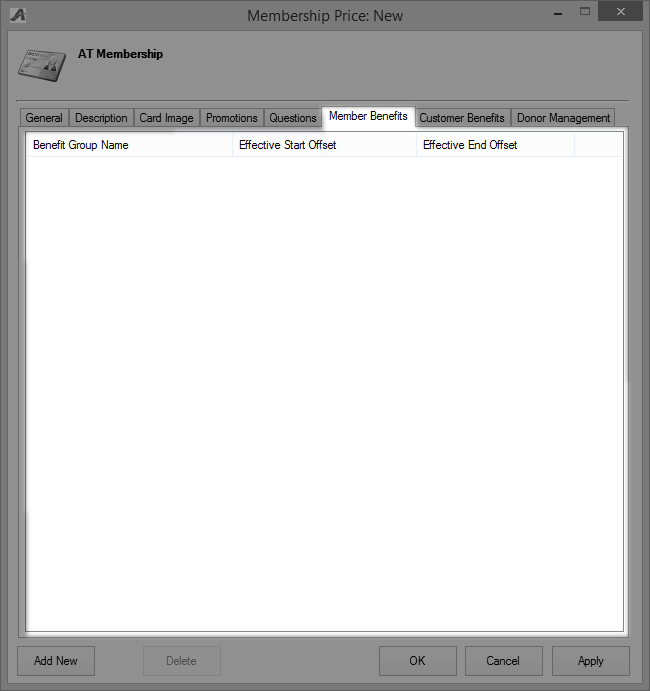 Membership Price: New
AT Membership
General Description Card Image Promotions Questions Member Benefits Customer Benefits Donor Management
Benefit Group Name Effective Start Offset Effective End Offset
Add New Delete OK Cancel Apply